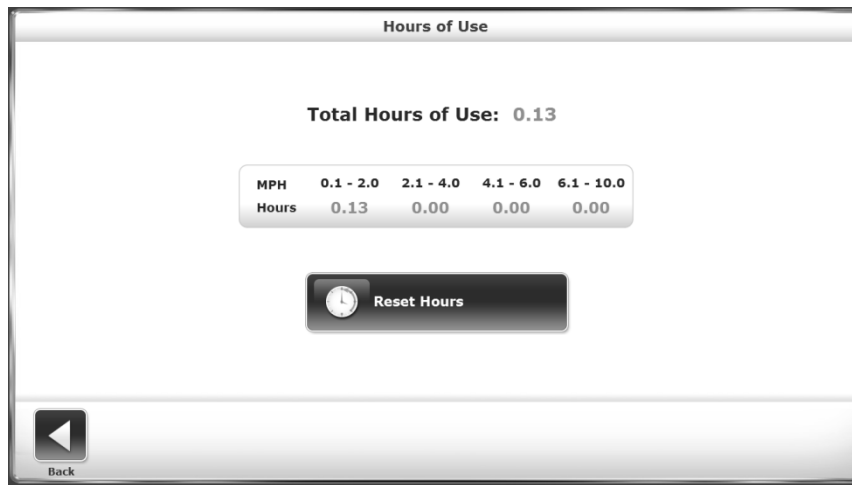 Hours of Use
Total Hours of Use: 0.13
MPH 0.1 - 2.0 2.1 - 4.0 4.1 - 6.0 6.1 - 10.0
Hours 0.13 0.00 0.00 0.00
Reset Hours
Back